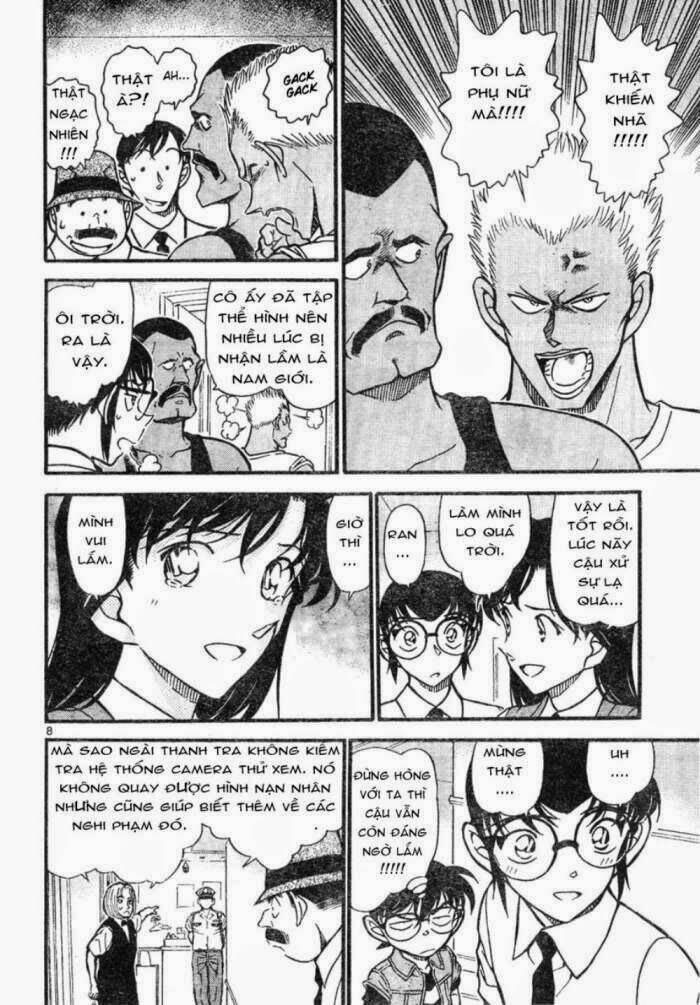 THẬT
KHIẾM
NHÃ
!!!!!
TÔI LÀ
PHỤ NỮ
MÀ!!!!
GACK
GACK
AH...
THẬT
À?!
THẬT
NGẠC
NHIÊN
!!!
CÔ ẤY ĐÃ TẬP
THỂ HÌNH NÊN
NHIỀU LÚC BỊ
NHẬN LẦM LÀ
NAM GIỚI.
ÔI TRỜI.
RA LÀ
VẬY.
VẬY LÀ
TỐT RỒI.
LÚC NÃY
CẬU XỬ
SỰ LẠ
QUÁ...
LÀM MÌNH
LO QUÁ
TRỜI.
RAN
...
GIỜ
THÌ
...
MÌNH
VUI
LẮM.
8
UH
....
MỪNG
THẬT
....
ĐỪNG HÒNG
VỚI TA THÌ
CẬU VẪN
CÒN ĐÁNG
NGỜ LẮM
!!!!!
MÀ SAO NGÀI THANH TRA KHÔNG KIỂM
TRA HỆ THỐNG CAMERA THỬ XEM. NÓ
KHÔNG QUAY ĐƯỢC HÌNH NẠN NHÂN
NHƯNG CŨNG GIÚP BIẾT THÊM VỀ CÁC
NGHI PHẠM ĐÓ.